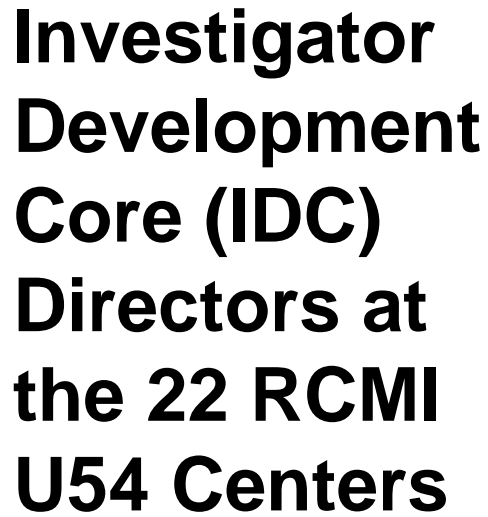 Investigator
Development
Core (IDC)
Directors at
the 22 RCMI
U54 Centers